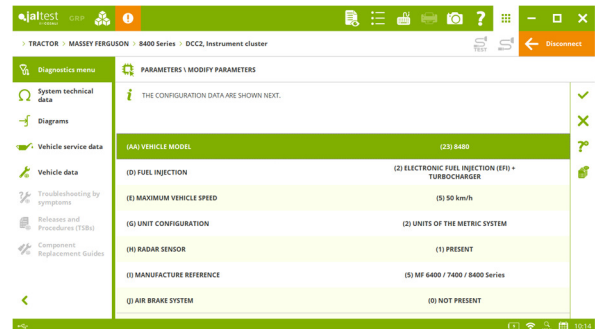 jaltest GRP
TRACTOR > MASSEY FERGUSON > 8400 Series > DCC2, Instrument cluster
TEST
Disconnect
Diagnostics menu
PARAMETERS \ MODIFY PARAMETERS
System technical
data
THE CONFIGURATION DATA ARE SHOWN NEXT.
Diagrams
Vehicle service data
(AA) VEHICLE MODEL (23) 8480
Vehicle data
(D) FUEL INJECTION (2) ELECTRONIC FUEL INJECTION (EFI) +
TURBOCHARGER
Troubleshooting by
symptoms
(E) MAXIMUM VEHICLE SPEED (5) 50 km/h
Releases and
Procedures (TSBs)
(G) UNIT CONFIGURATION (2) UNITS OF THE METRIC SYSTEM
Component
Replacement Guides
(H) RADAR SENSOR (1) PRESENT
(I) MANUFACTURE REFERENCE (5) MF 6400 / 7400 / 8400 Series
(J) AIR BRAKE SYSTEM (0) NOT PRESENT
10:14